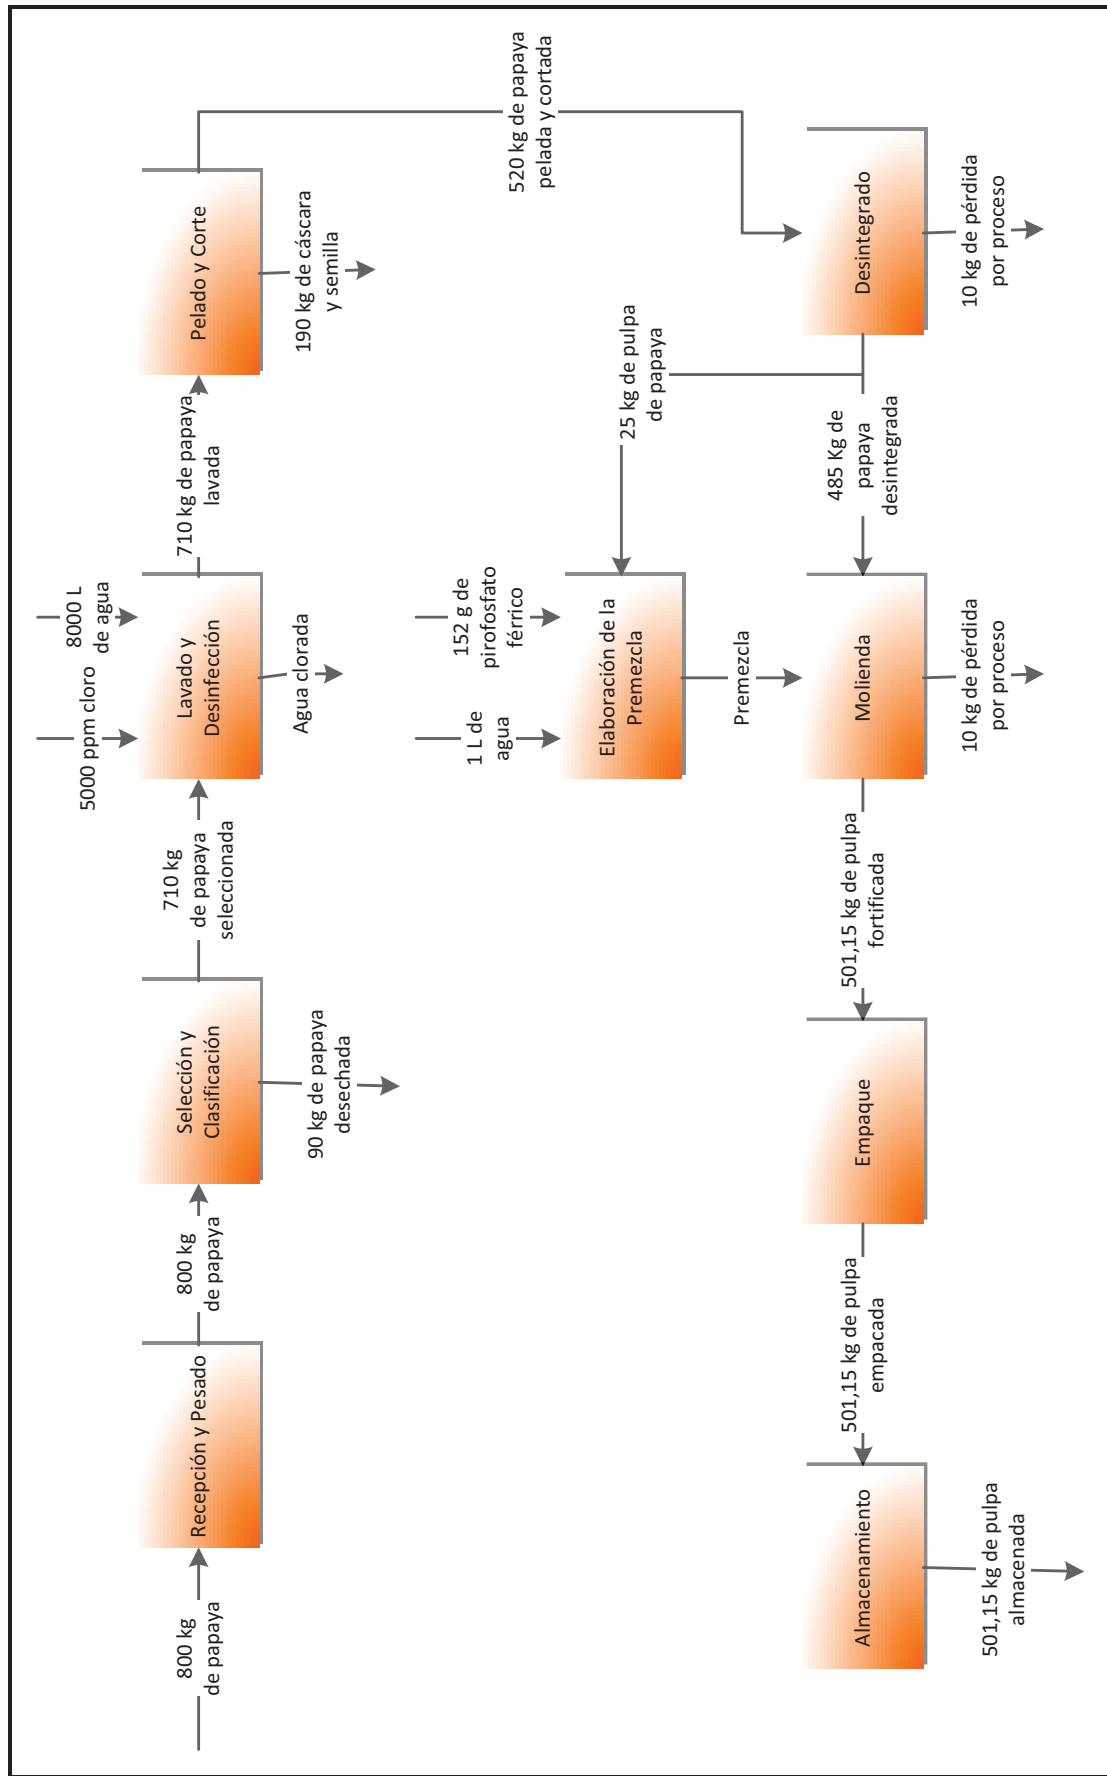 800 kg
de papaya
Recepción y Pesado
800 kg
de papaya
Selección y
Clasificación
90 kg de papaya
desechada
710 kg
de papaya
seleccionada
5000 ppm cloro
8000 L
de agua
Lavado y
Desinfección
Agua clorada
710 kg de papaya
lavada
Pelado y Corte
190 kg de cáscara
y semilla
520 kg de papaya
pelada y cortada
Desintegrado
10 kg de pérdida
por proceso
25 kg de pulpa
de papaya
485 Kg de
papaya
desintegrada
1 L de
agua
152 g de
pirofosfato
férrico
Elaboración de la
Premezcla
Premezcla
Molienda
10 kg de pérdida
por proceso
501,15 kg de pulpa
fortificada
Empaque
501,15 kg de pulpa
empacada
Almacenamiento
501,15 kg de pulpa
almacenada